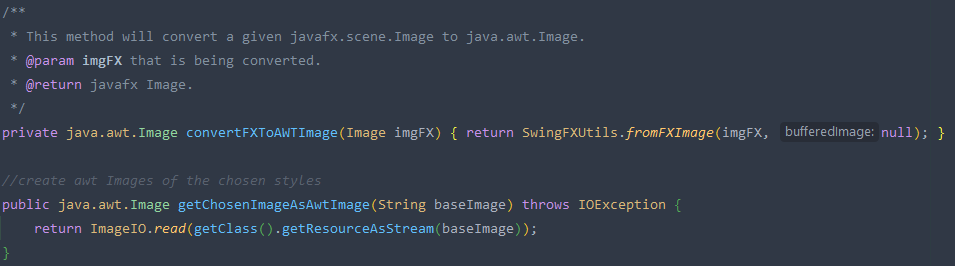 /**
 * This method will convert a given javafx.scene.Image to java.awt.Image.
 * @param imgFX that is being converted.
 * @return javafx Image.
 */
private java.awt.Image convertFXToAWTImage(Image imgFX) { return SwingFXUtils.fromFXImage(imgFX, bufferedImage: null); }
//create awt Images of the chosen styles
public java.awt.Image getChosenImageAsAwtImage(String baseImage) throws IOException {
    return ImageIO.read(getClass().getResourceAsStream(baseImage));
}